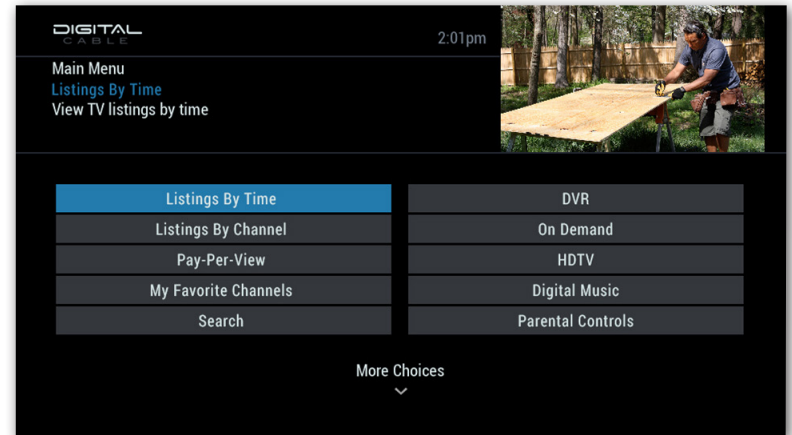 DIGITAL
CABLE
2:01pm
Main Menu
Listings By Time
View TV listings by time
Listings By Time
DVR
Listings By Channel
On Demand
Pay-Per-View
HDTV
My Favorite Channels
Digital Music
Search
Parental Controls
More Choices